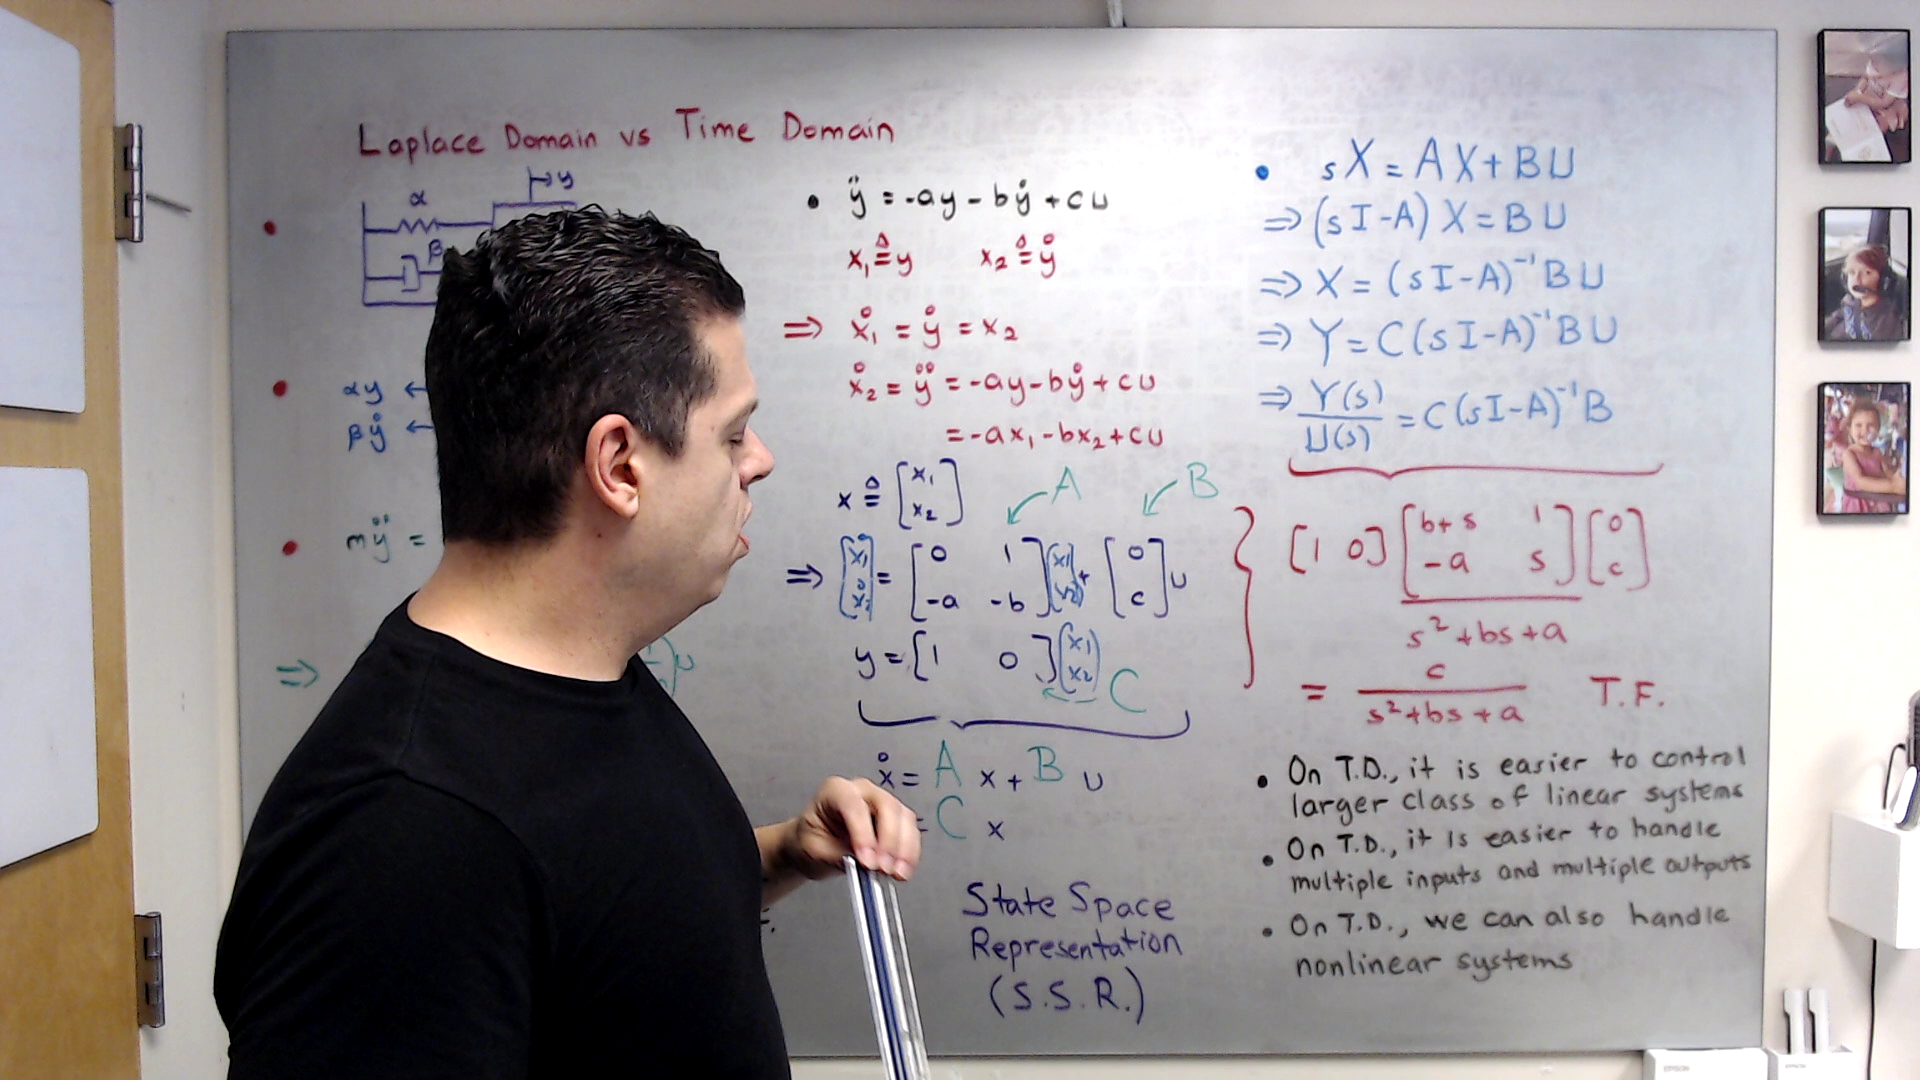 Laplace Domain vs Time Domain
α
y
β
αy ←
βẏ ←
mÿ =
⇒
u
• ÿ = -ay - bẏ + cu
x₁ ≜ y x₂ ≜ ẏ
⇒ ẋ₁ = ẏ = x₂
ẋ₂ = ÿ = -ay - bẏ + cu
= -ax₁ - bx₂ + cu
x ≜ [x₁ x₂]
A B
⇒ [ẋ₁ ẋ₂] = [0 1 -a -b] [x₁ x₂] + [0 c] u
y = [1 0] [x₁ x₂]
C
ẋ = A x + B u
= C x
State Space
Representation
(S.S.R.)
• sX = AX + BU
⇒ (sI - A) X = BU
⇒ X = (sI - A)⁻¹ BU
⇒ Y = C (sI - A)⁻¹ BU
⇒ Y(s)/U(s) = C (sI - A)⁻¹ B
[1 0] [b+s 1 -a s] [0 c]
s² + bs + a
= c / (s² + bs + a) T.F.
• On T.D., it is easier to control
larger class of linear systems
• On T.D., it is easier to handle
multiple inputs and multiple outputs
• On T.D., we can also handle
nonlinear systems
EPSON
EPSON